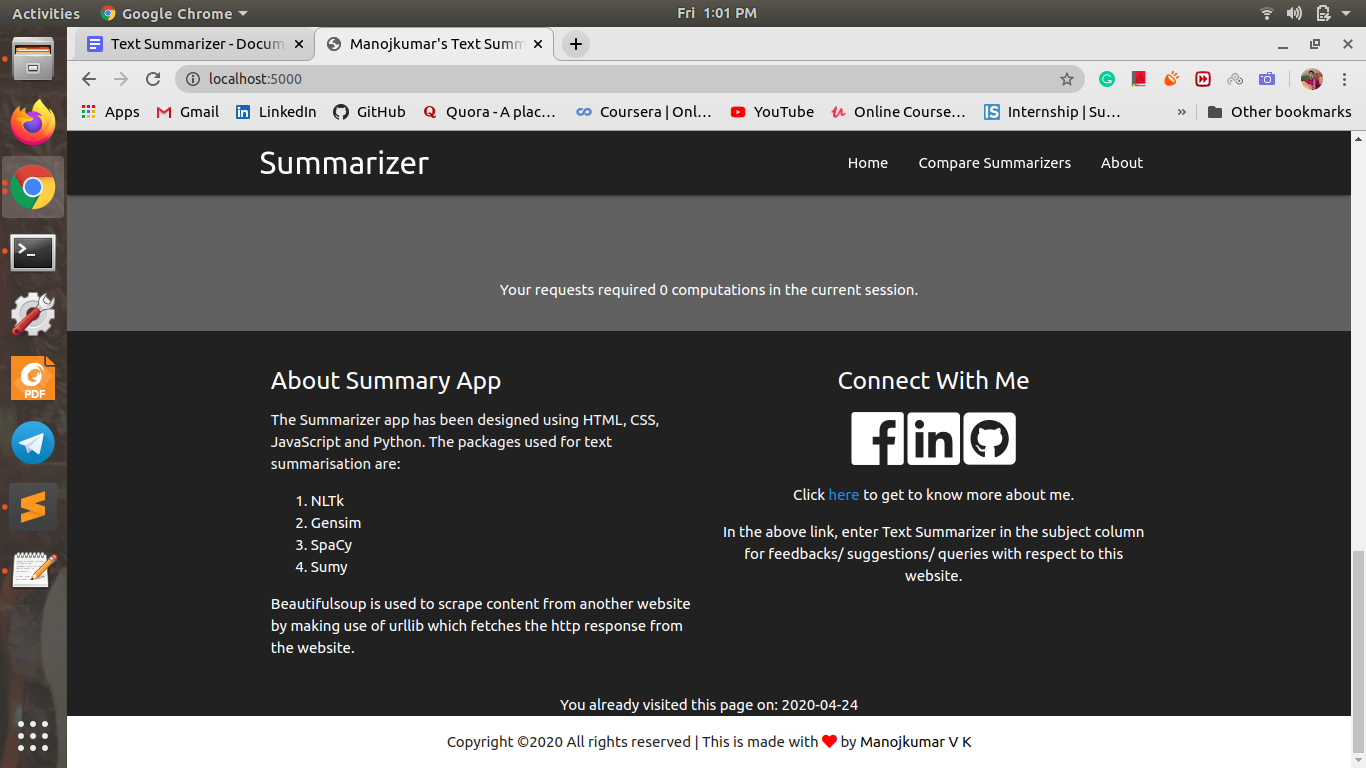 Activities Google Chrome Fri 1:01 PM
Text Summarizer - Docum Manojkumar's Text Summ
localhost:5000
Apps Gmail LinkedIn GitHub Quora - A plac… Coursera | Onl… YouTube Online Course… Internship | Su… » Other bookmarks
Summarizer Home Compare Summarizers About
Your requests required 0 computations in the current session.
About Summary App
The Summarizer app has been designed using HTML, CSS,
JavaScript and Python. The packages used for text
summarisation are:
1. NLTk
2. Gensim
3. SpaCy
4. Sumy
Beautifulsoup is used to scrape content from another website
by making use of urllib which fetches the http response from
the website.
Connect With Me
Click here to get to know more about me.
In the above link, enter Text Summarizer in the subject column
for feedbacks/ suggestions/ queries with respect to this
website.
You already visited this page on: 2020-04-24
Copyright ©2020 All rights reserved | This is made with ❤ by Manojkumar V K
PDF